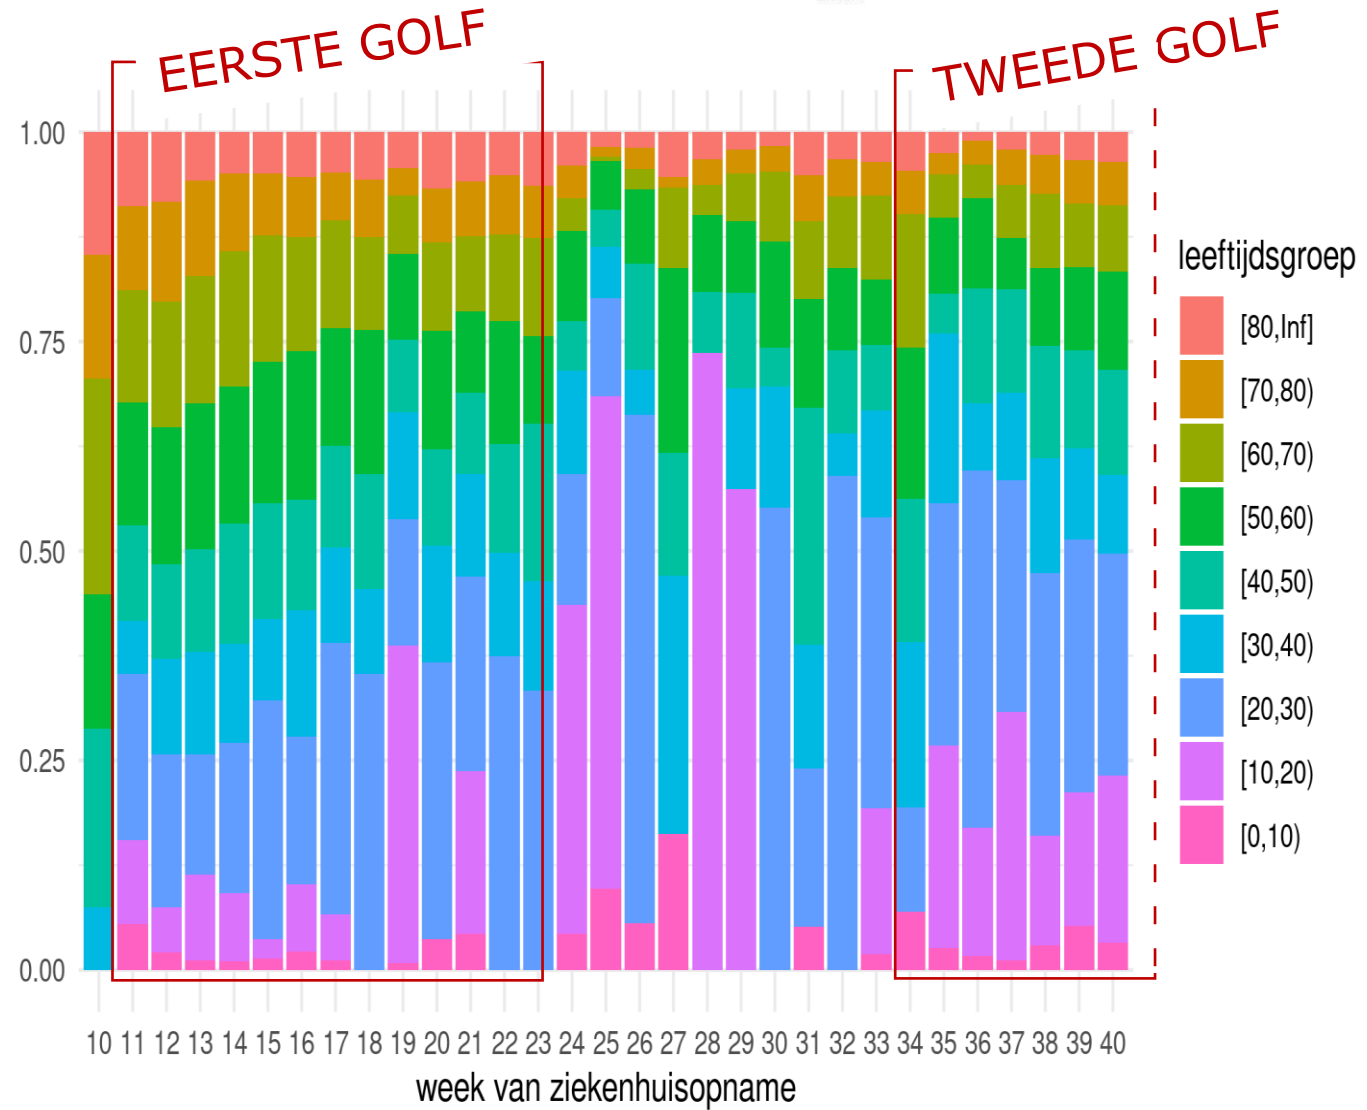 EERSTE GOLF
TWEEDE GOLF
1.00
0.75
0.50
0.25
0.00
10 11 12 13 14 15 16 17 18 19 20 21 22 23 24 25 26 27 28 29 30 31 32 33 34 35 36 37 38 39 40
week van ziekenhuisopname
leeftijdsgroep
[80,Inf]
[70,80)
[60,70)
[50,60)
[40,50)
[30,40)
[20,30)
[10,20)
[0,10)